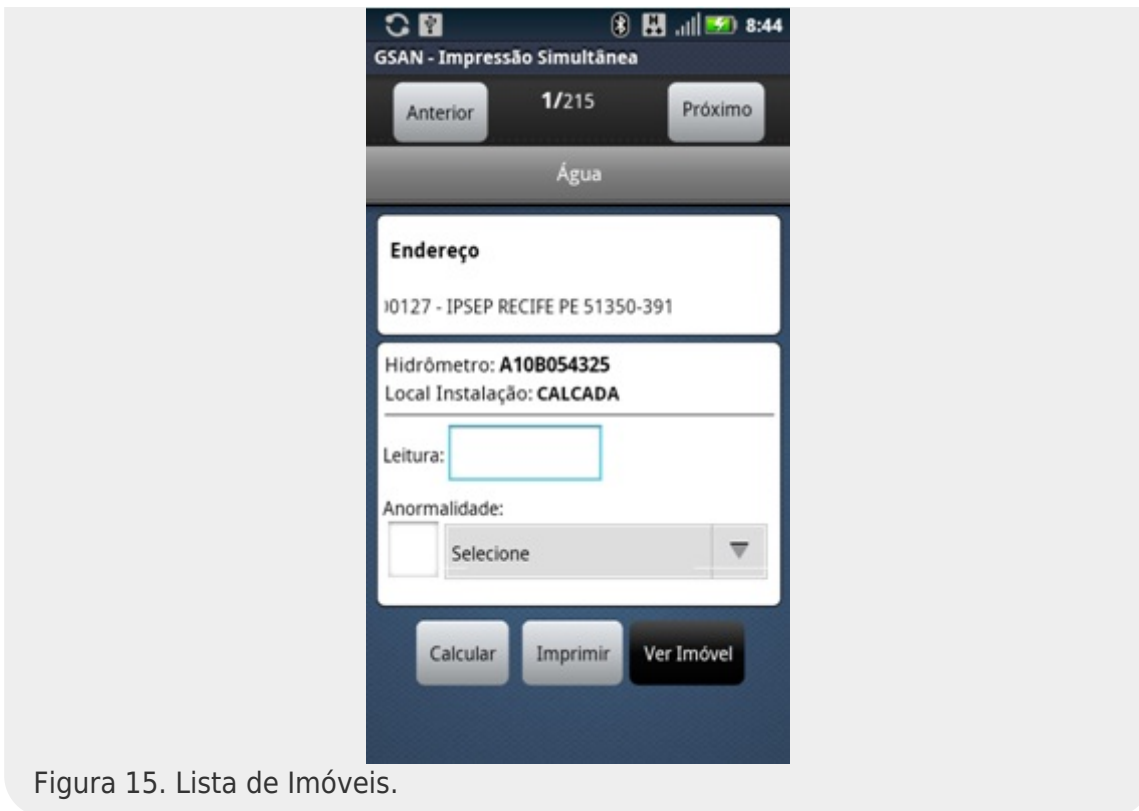 8:44
GSAN - Impressão Simultânea
Anterior 1/215 Próximo
Água
Endereço
00127 - IPSEP RECIFE PE 51350-391
Hidrômetro: A10B054325
Local Instalação: CALCADA
Leitura:
Anormalidade:
Selecione
Calcular Imprimir Ver Imóvel
Figura 15. Lista de Imóveis.